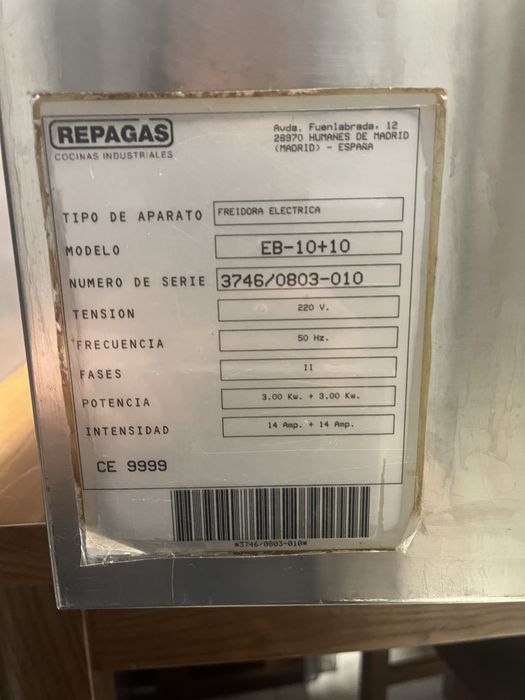 REPAGAS
COCINAS INDUSTRIALES
Avda. Fuenlabrada, 12
28970 HUMANES DE MADRID
(MADRID) - ESPAÑA
TIPO DE APARATO FREIDORA ELECTRICA
MODELO EB-10+10
NUMERO DE SERIE 3746/0803-010
TENSION 220 V.
FRECUENCIA 50 Hz.
FASES II
POTENCIA 3.00 Kw. + 3.00 Kw.
INTENSIDAD 14 Amp. + 14 Amp.
CE 9999
*3746/0803-010*